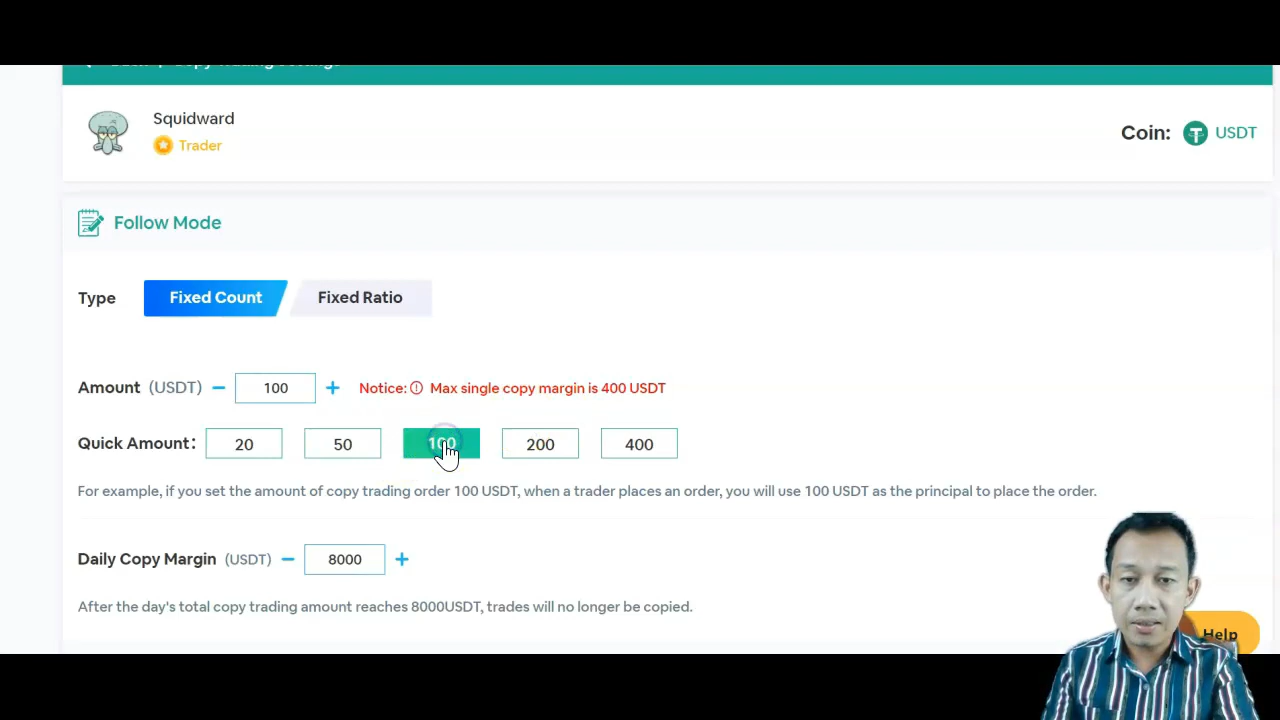 Squidward
Trader
Coin: USDT
Follow Mode
Type Fixed Count Fixed Ratio
Amount (USDT) − 100 + Notice: Max single copy margin is 400 USDT
Quick Amount: 20 50 100 200 400
For example, if you set the amount of copy trading order 100 USDT, when a trader places an order, you will use 100 USDT as the principal to place the order.
Daily Copy Margin (USDT) − 8000 +
After the day's total copy trading amount reaches 8000USDT, trades will no longer be copied.
Help